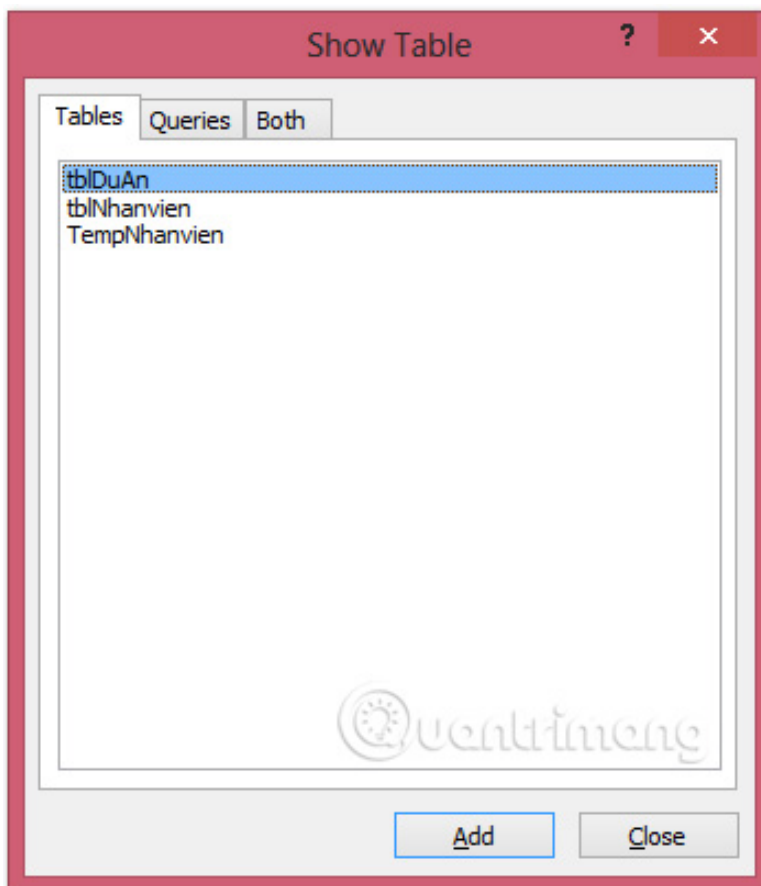 Show Table
?
×
Tables Queries Both
tblDuAn
tblNhanvien
TempNhanvien
Quantrimang
Add Close